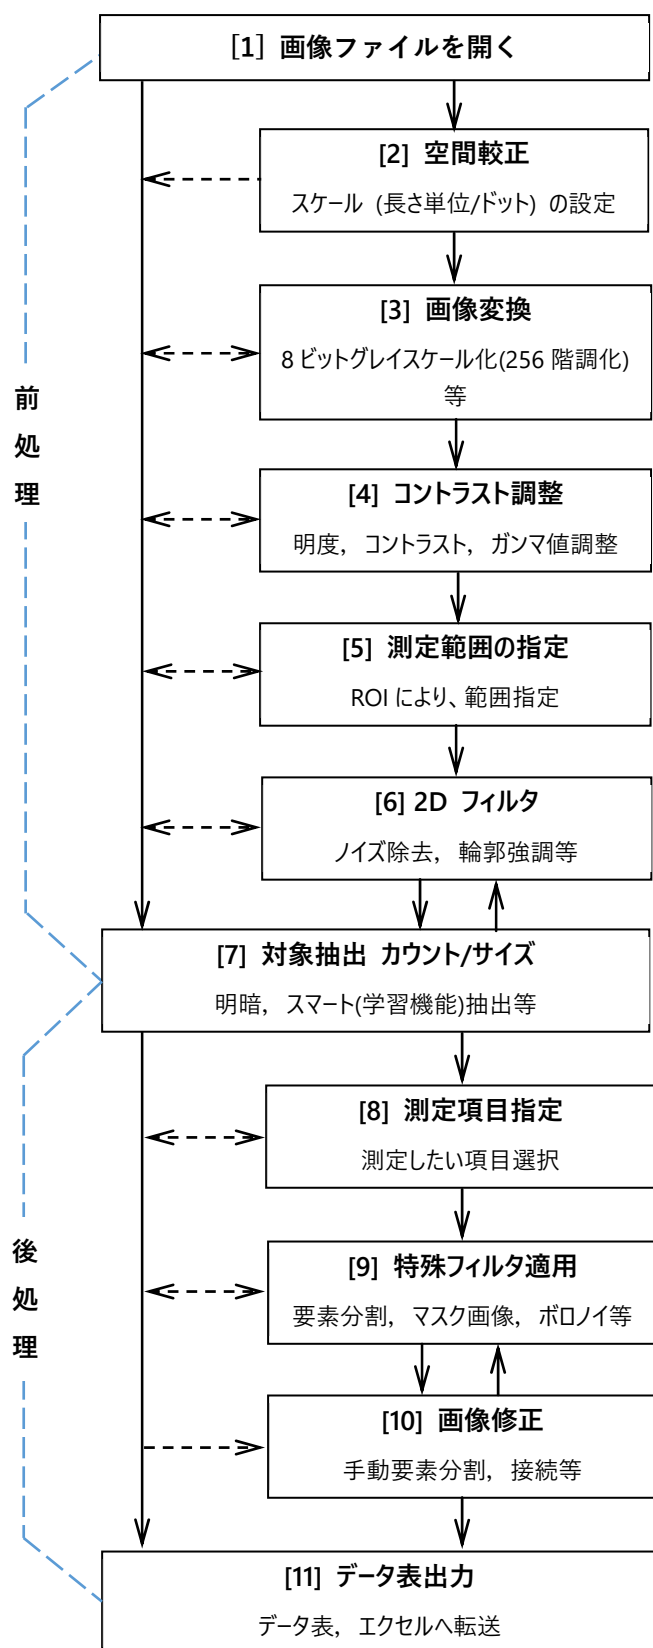 [1] 画像ファイルを開く
[2] 空間較正
スケール (長さ単位/ドット) の設定
[3] 画像変換
8 ビットグレイスケール化(256 階調化)
等
前
処
理
[4] コントラスト調整
明度, コントラスト, ガンマ値調整
[5] 測定範囲の指定
ROI により、範囲指定
[6] 2D フィルタ
ノイズ除去, 輪郭強調等
[7] 対象抽出 カウント/サイズ
明暗, スマート(学習機能)抽出等
[8] 測定項目指定
測定したい項目選択
後
処
理
[9] 特殊フィルタ適用
要素分割, マスク画像, ボロノイ等
[10] 画像修正
手動要素分割, 接続等
[11] データ表出力
データ表, エクセルへ転送